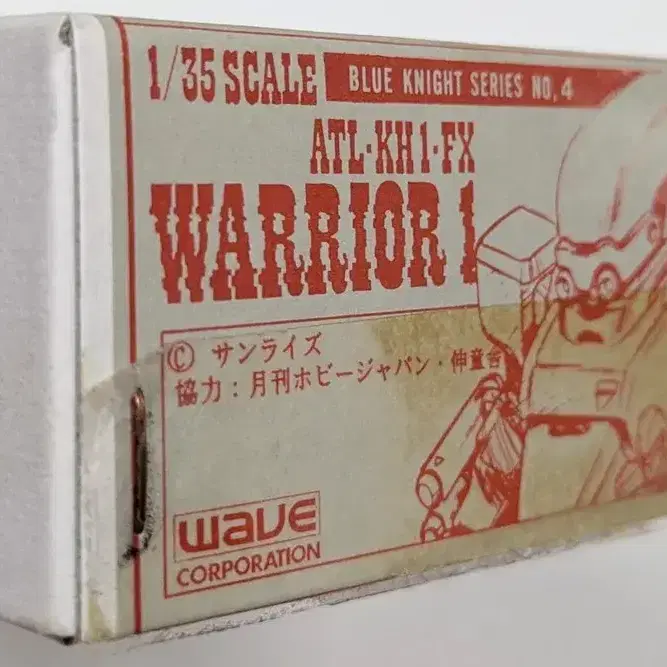 1/35 SCALE
BLUE KNIGHT SERIES NO.4
ATL·KH1·FX
WARRIOR 1
© サンライズ
協力：月刊ホビージャパン・伸童舎
wave
CORPORATION